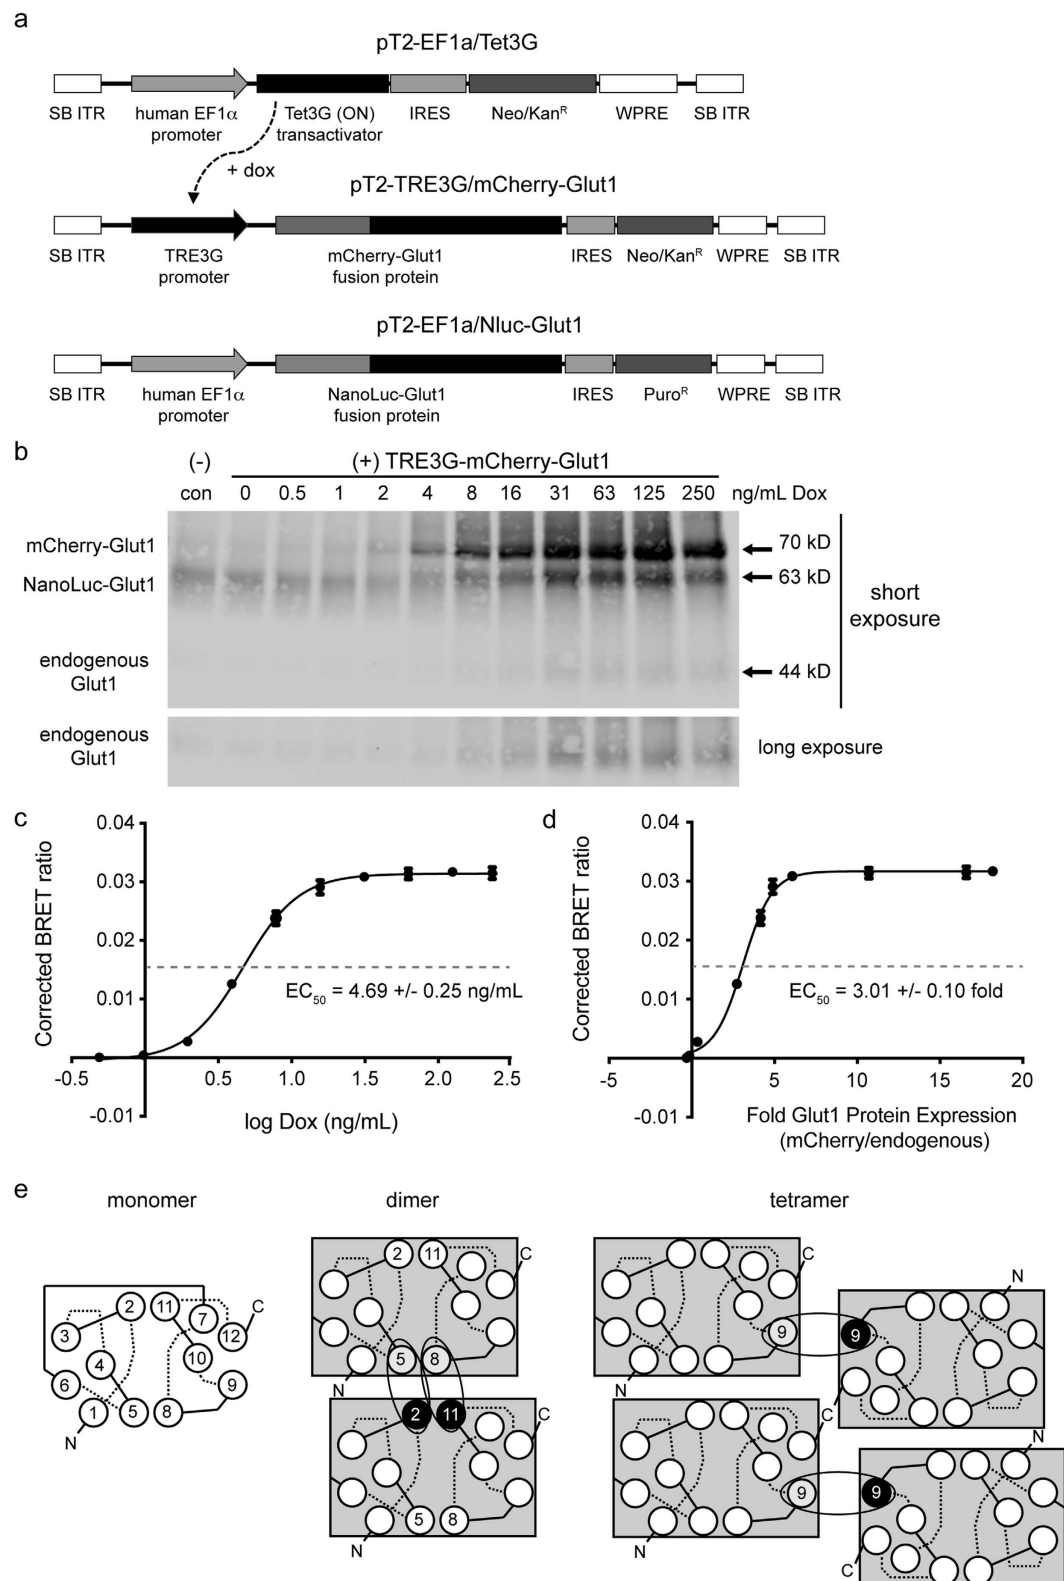 a
pT2-EF1a/Tet3G
SB ITR
human EF1α
promoter
Tet3G (ON)
transactivator
IRES
Neo/Kanᴿ
WPRE
SB ITR
+ dox
pT2-TRE3G/mCherry-Glut1
SB ITR
TRE3G
promoter
mCherry-Glut1
fusion protein
IRES
Neo/Kanᴿ
WPRE
SB ITR
pT2-EF1a/Nluc-Glut1
SB ITR
human EF1α
promoter
NanoLuc-Glut1
fusion protein
IRES
Puroᴿ
WPRE
SB ITR
b
(-)
(+) TRE3G-mCherry-Glut1
con 0 0.5 1 2 4 8 16 31 63 125 250 ng/mL Dox
mCherry-Glut1
70 kD
NanoLuc-Glut1
63 kD
short
exposure
endogenous
Glut1
44 kD
endogenous
Glut1
long exposure
c
Corrected BRET ratio
0.04
0.03
0.02
0.01
-0.01
EC₅₀ = 4.69 +/- 0.25 ng/mL
-0.5 0.5 1.0 1.5 2.0 2.5
log Dox (ng/mL)
d
Corrected BRET ratio
0.04
0.03
0.02
0.01
-0.01
EC₅₀ = 3.01 +/- 0.10 fold
-5 5 10 15 20
Fold Glut1 Protein Expression
(mCherry/endogenous)
e
monomer
2 11 7 12 C
3 4 10
6 1 5 8 9
N
dimer
2 11 C
5 8
N
2 11 C
5 8
N
tetramer
C
9
N
N
9
C
C
9
N
N
9
C